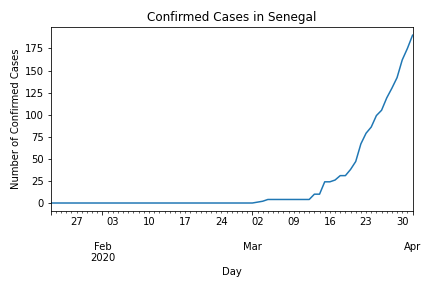 Confirmed Cases in Senegal
Number of Confirmed Cases
175
150
125
100
75
50
25
0
27 03 10 17 24 02 09 16 23 30
Feb Mar Apr
2020
Day